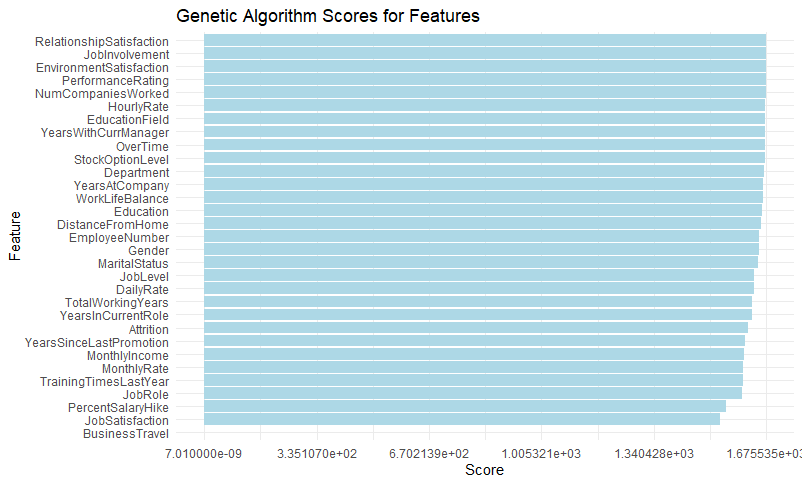 Genetic Algorithm Scores for Features
RelationshipSatisfaction
JobInvolvement
EnvironmentSatisfaction
PerformanceRating
NumCompaniesWorked
HourlyRate
EducationField
YearsWithCurrManager
OverTime
StockOptionLevel
Department
YearsAtCompany
WorkLifeBalance
Education
DistanceFromHome
EmployeeNumber
Gender
MaritalStatus
JobLevel
DailyRate
TotalWorkingYears
YearsInCurrentRole
Attrition
YearsSinceLastPromotion
MonthlyIncome
MonthlyRate
TrainingTimesLastYear
JobRole
PercentSalaryHike
JobSatisfaction
BusinessTravel
Feature
7.010000e-09 3.351070e+02 6.702139e+02 1.005321e+03 1.340428e+03 1.675535e+03
Score